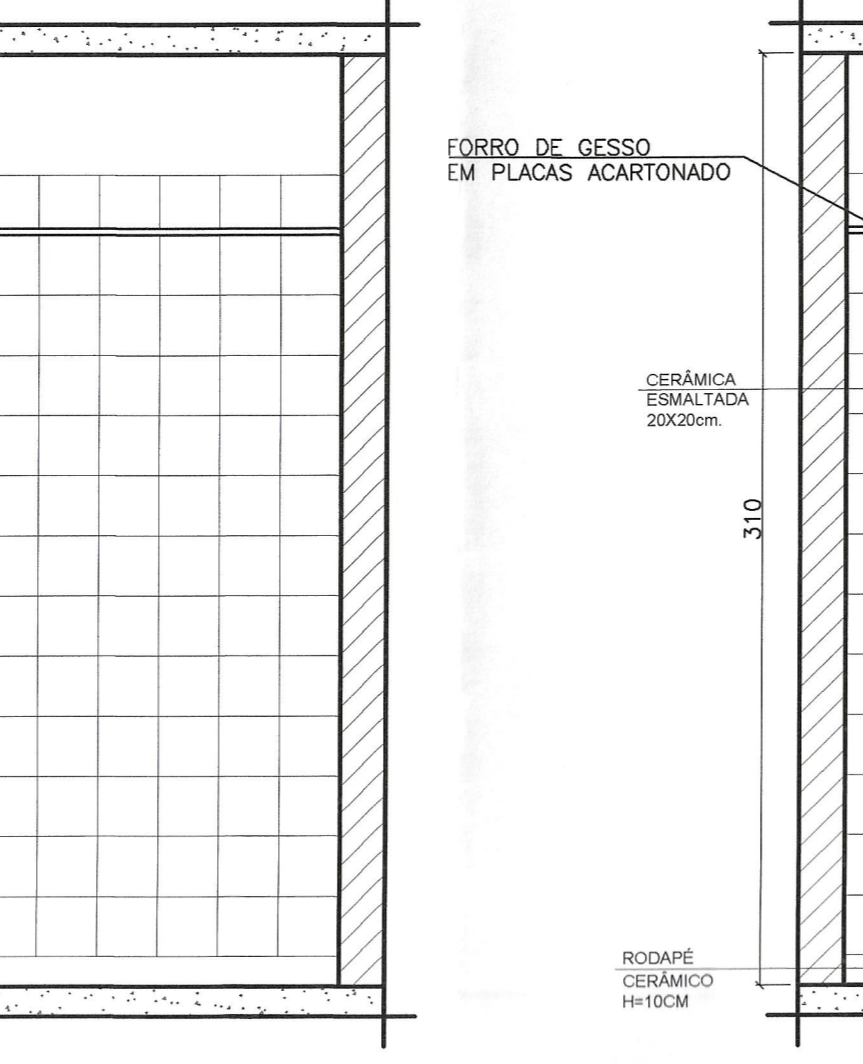 FORRO DE GESSO
EM PLACAS ACARTONADO
CERÂMICA
ESMALTADA
20X20cm.
310
RODAPÉ
CERÂMICO
H=10CM